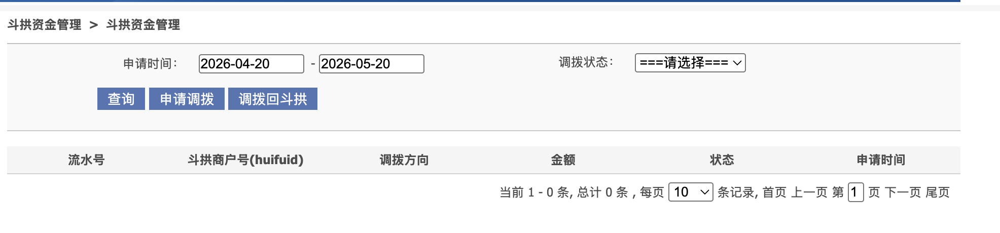 斗拱资金管理 > 斗拱资金管理
申请时间： 2026-04-20 - 2026-05-20 调拨状态： ===请选择===
查询 申请调拨 调拨回斗拱
流水号 斗拱商户号(huifuid) 调拨方向 金额 状态 申请时间
当前 1 - 0 条, 总计 0 条 , 每页 10 条记录, 首页 上一页 第 1 页 下一页 尾页